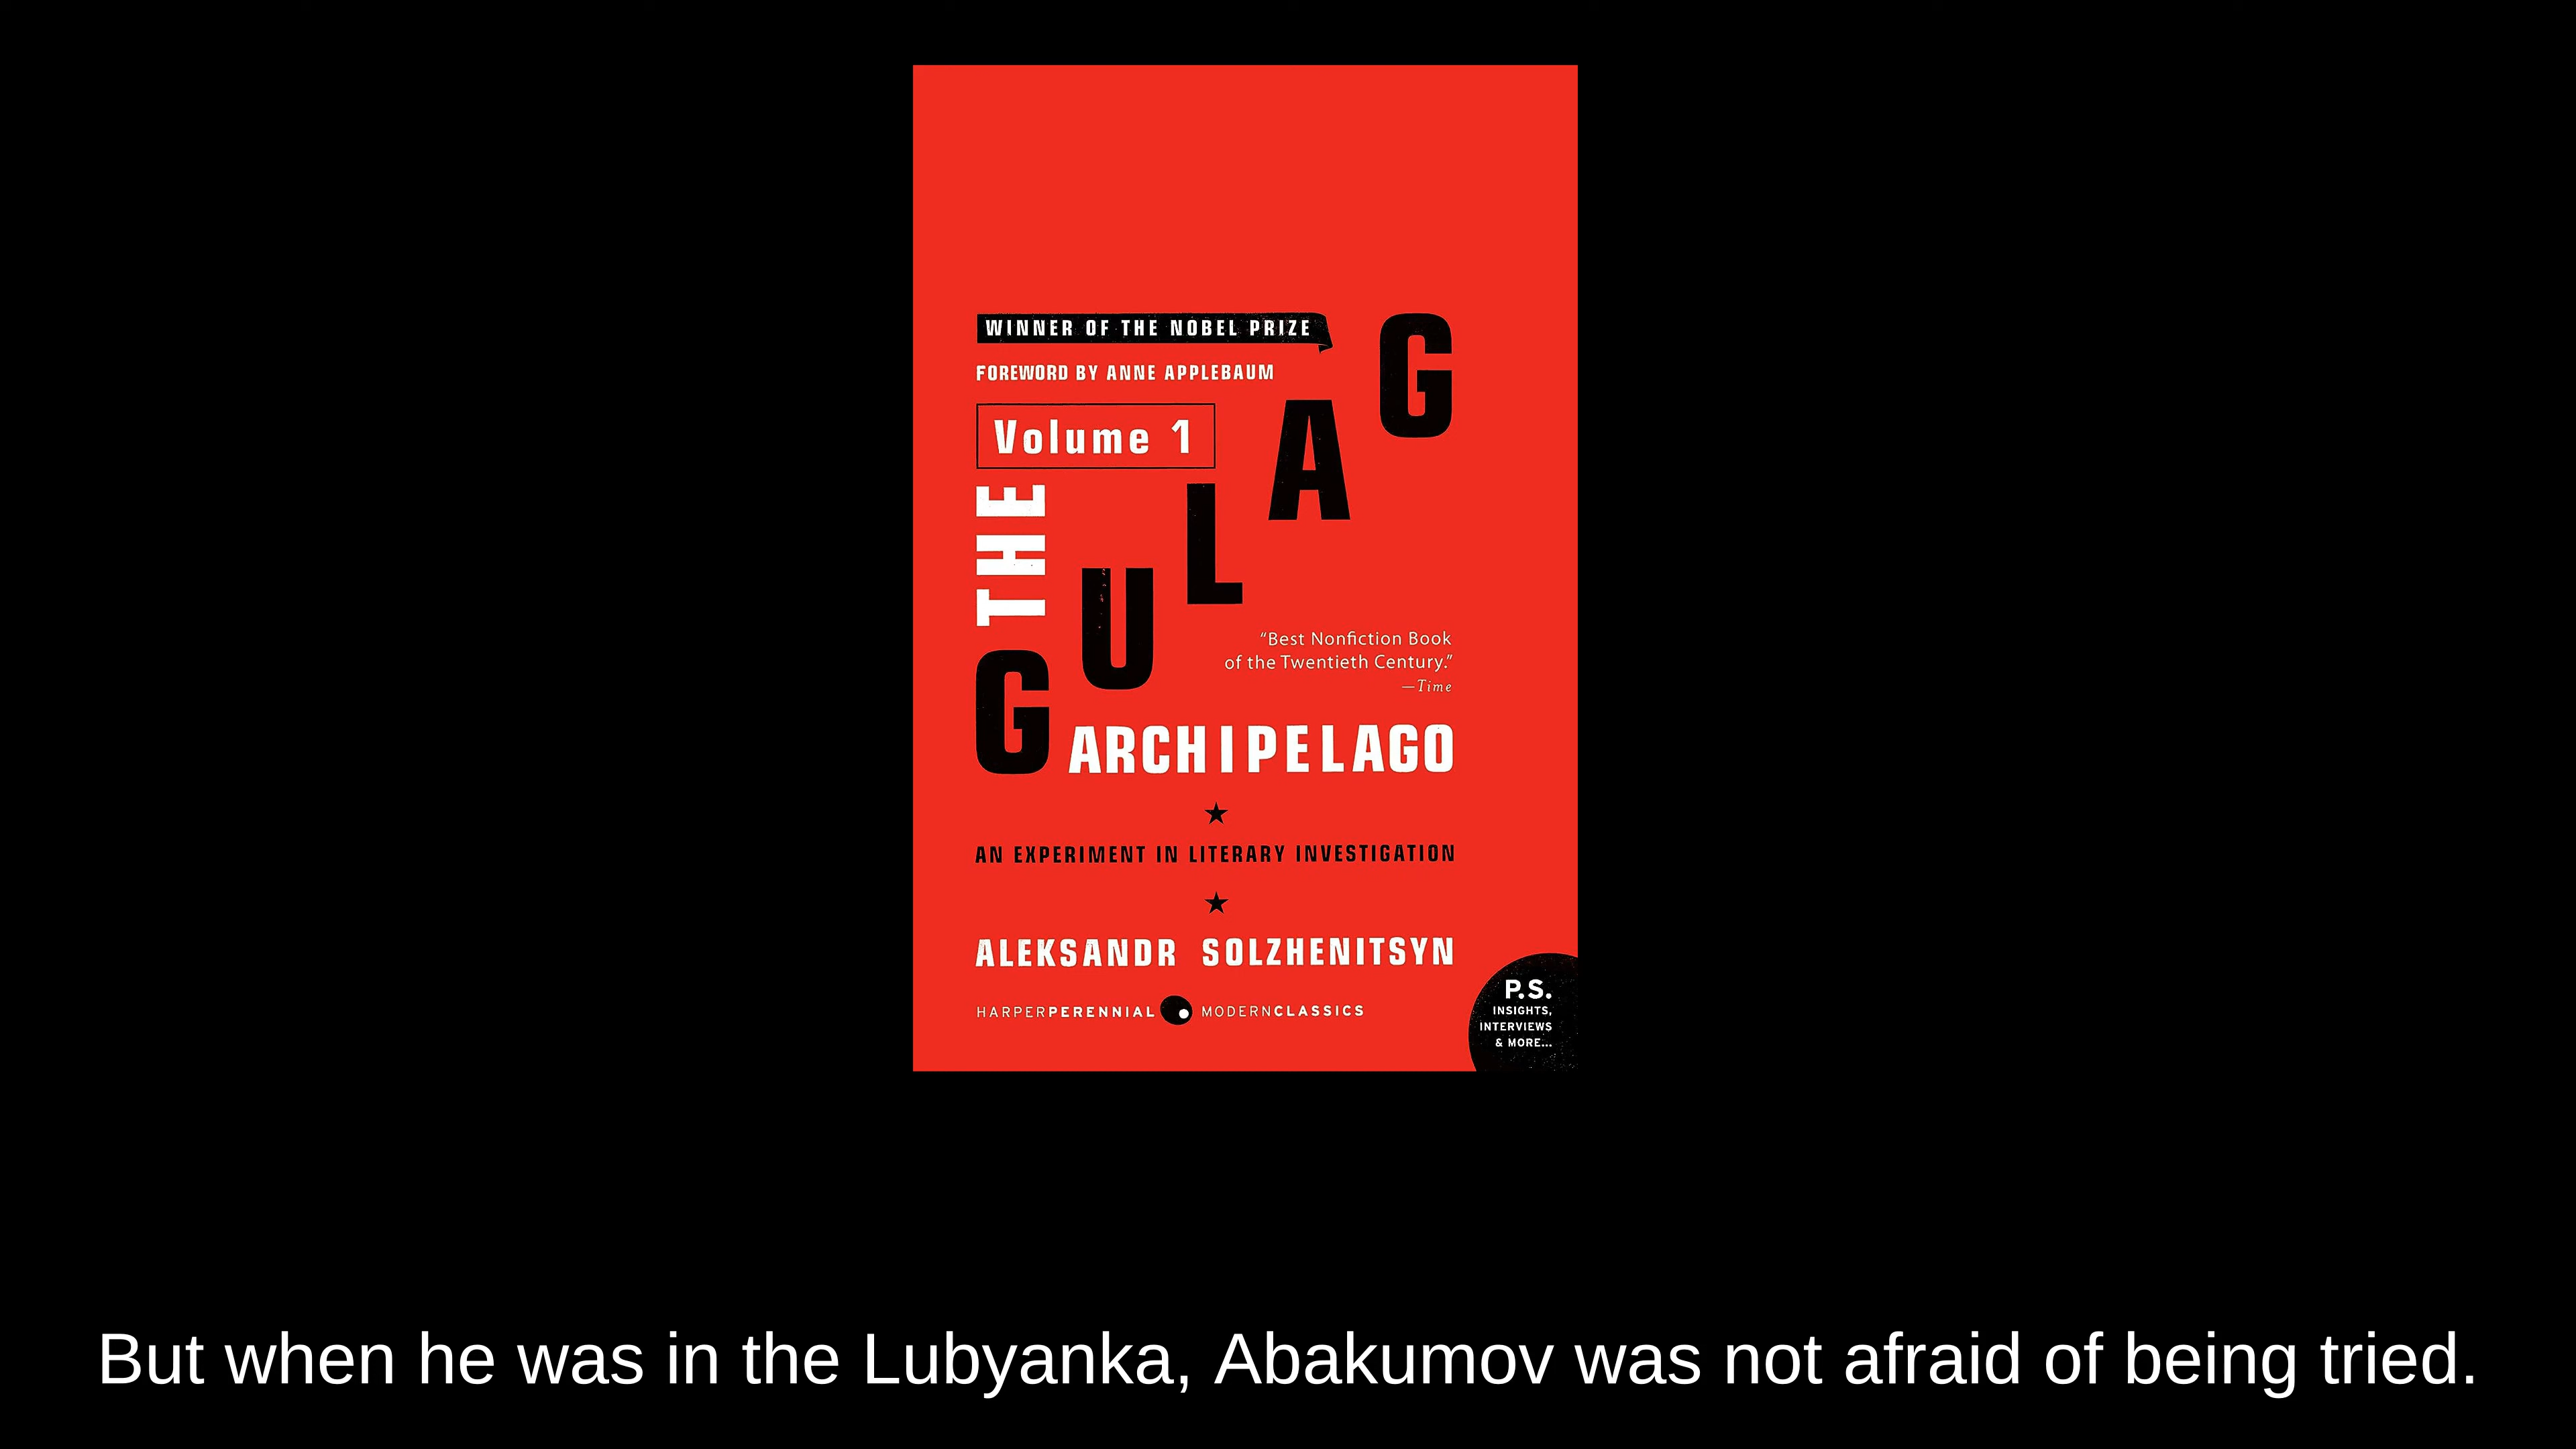 WINNER OF THE NOBEL PRIZE
FOREWORD BY ANNE APPLEBAUM
Volume 1
THE
GULAG
ARCHIPELAGO
“Best Nonfiction Book
of the Twentieth Century.”
—Time
AN EXPERIMENT IN LITERARY INVESTIGATION
ALEKSANDR SOLZHENITSYN
HARPERPERENNIAL MODERNCLASSICS
P.S.
INSIGHTS,
INTERVIEWS
& MORE...
But when he was in the Lubyanka, Abakumov was not afraid of being tried.